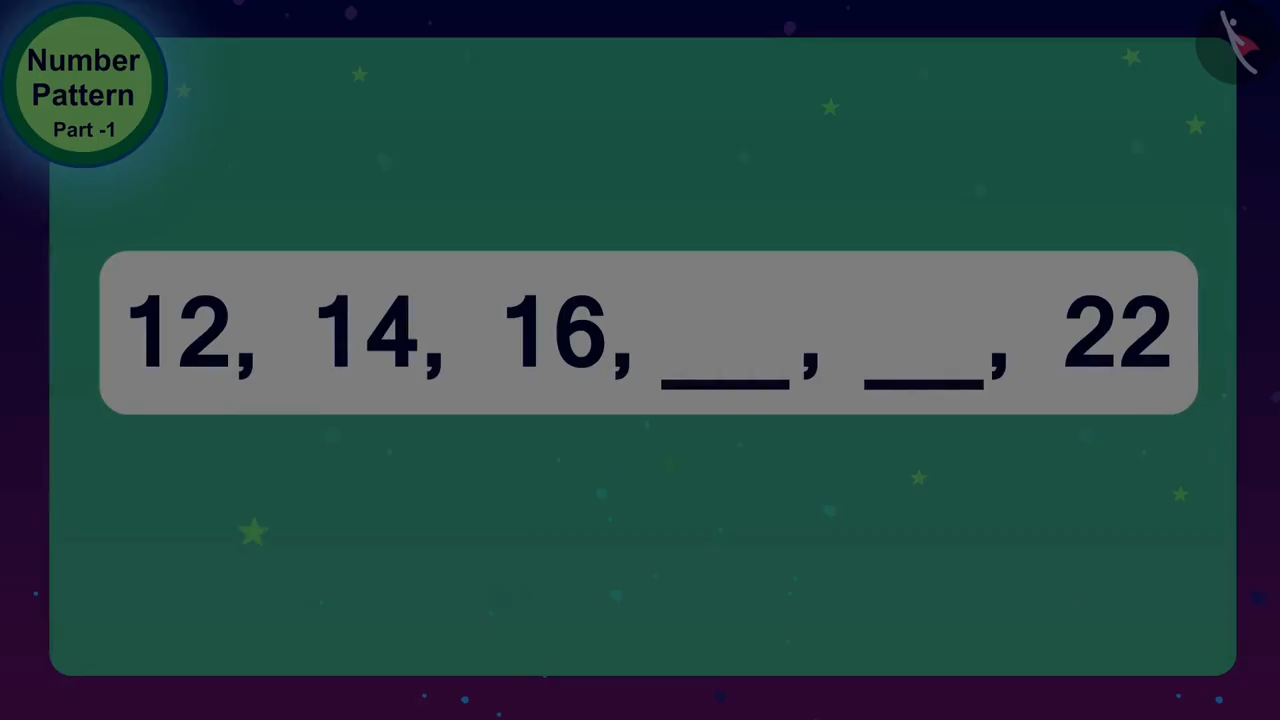 Number
Pattern
Part -1
12, 14, 16, ___, ___, 22